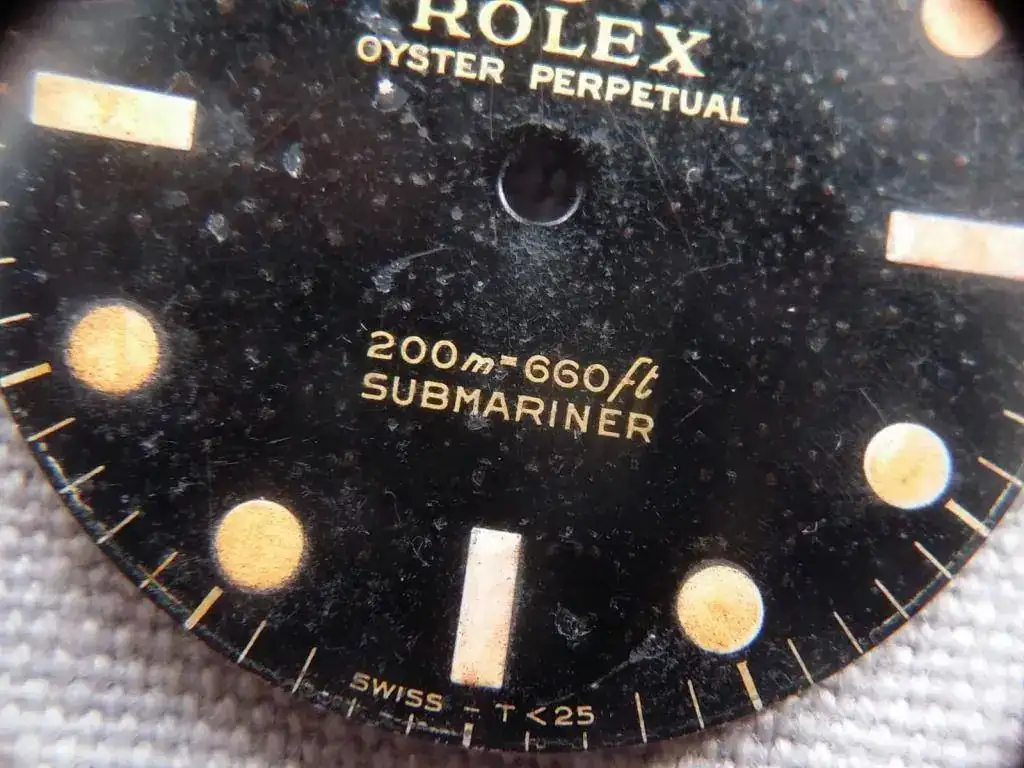 ROLEX
OYSTER PERPETUAL
200m=660ft
SUBMARINER
SWISS - T<25